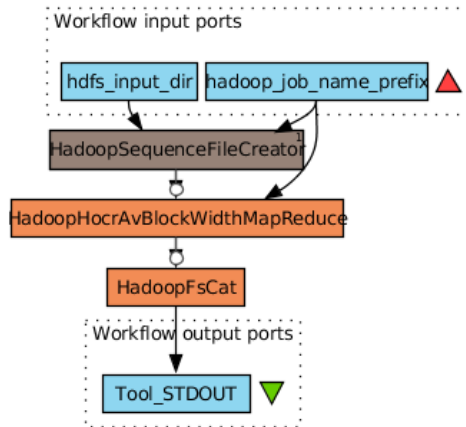 Workflow input ports
hdfs_input_dir
hadoop_job_name_prefix
1
HadoopSequenceFileCreator
HadoopHocrAvBlockWidthMapReduce
HadoopFsCat
Workflow output ports
Tool_STDOUT